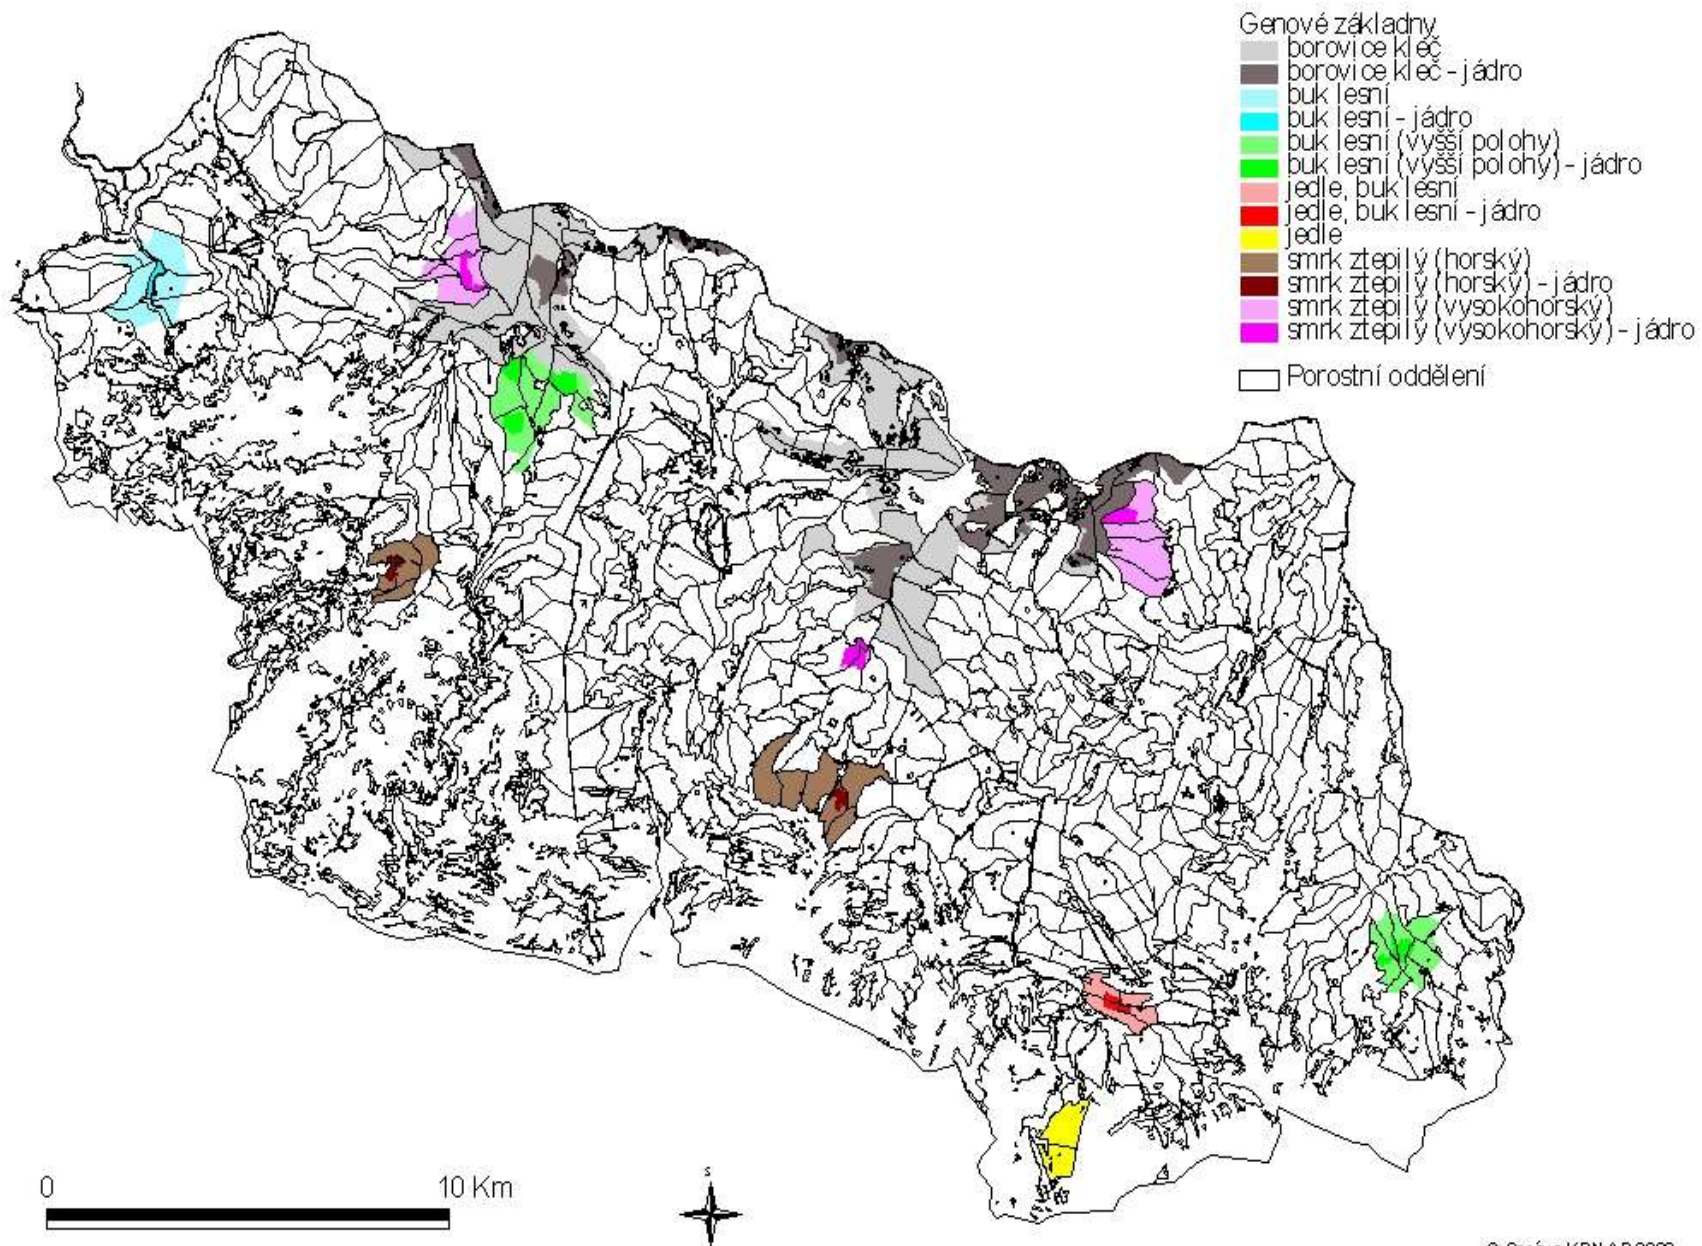 Genové základny
borovice kleč
borovice kleč - jádro
buk lesní
buk lesní - jádro
buk lesní (vyšší polohy)
buk lesní (vyšší polohy) - jádro
jedle, buk lesní
jedle, buk lesní - jádro
jedle
smrk ztepilý (horský)
smrk ztepilý (horský) - jádro
smrk ztepilý (vysokohorský)
smrk ztepilý (vysokohorský) - jádro
Porostní oddělení
0 10 Km
S